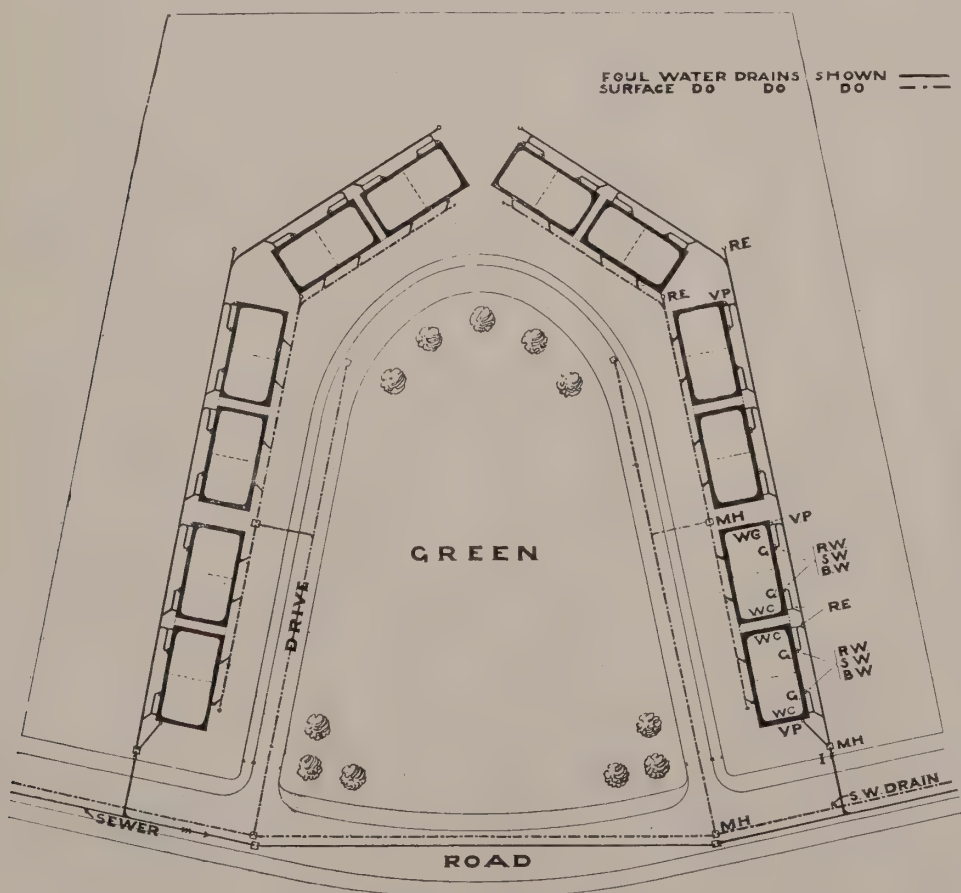 FOUL WATER DRAINS SHOWN
SURFACE DO DO DO
RE
RE VP
MH
VP
WC
G
RW
SW
BW
G
WC
RE
WC
G
RW
SW
BW
G
WC
VP
MH
GREEN
DRIVE
S.W. DRAIN
SEWER
MH
ROAD